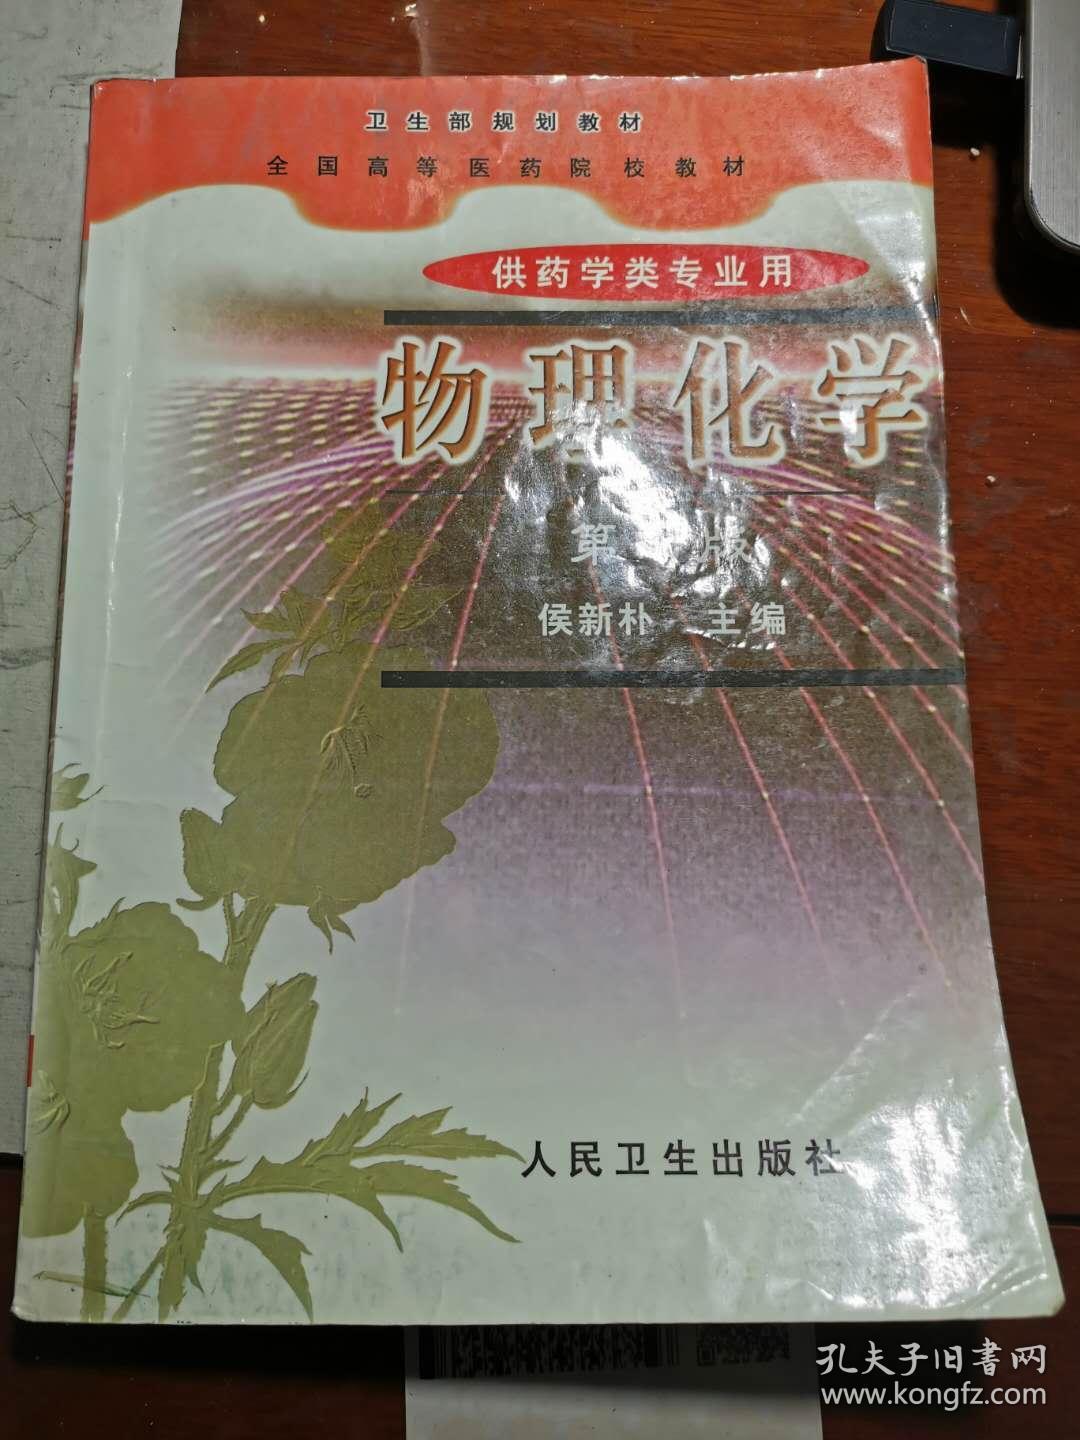 卫生部规划教材
全国高等医药院校教材
供药学类专业用
物理化学
第 版
侯新朴 主编
人民卫生出版社
孔夫子旧書网
www.kongfz.com